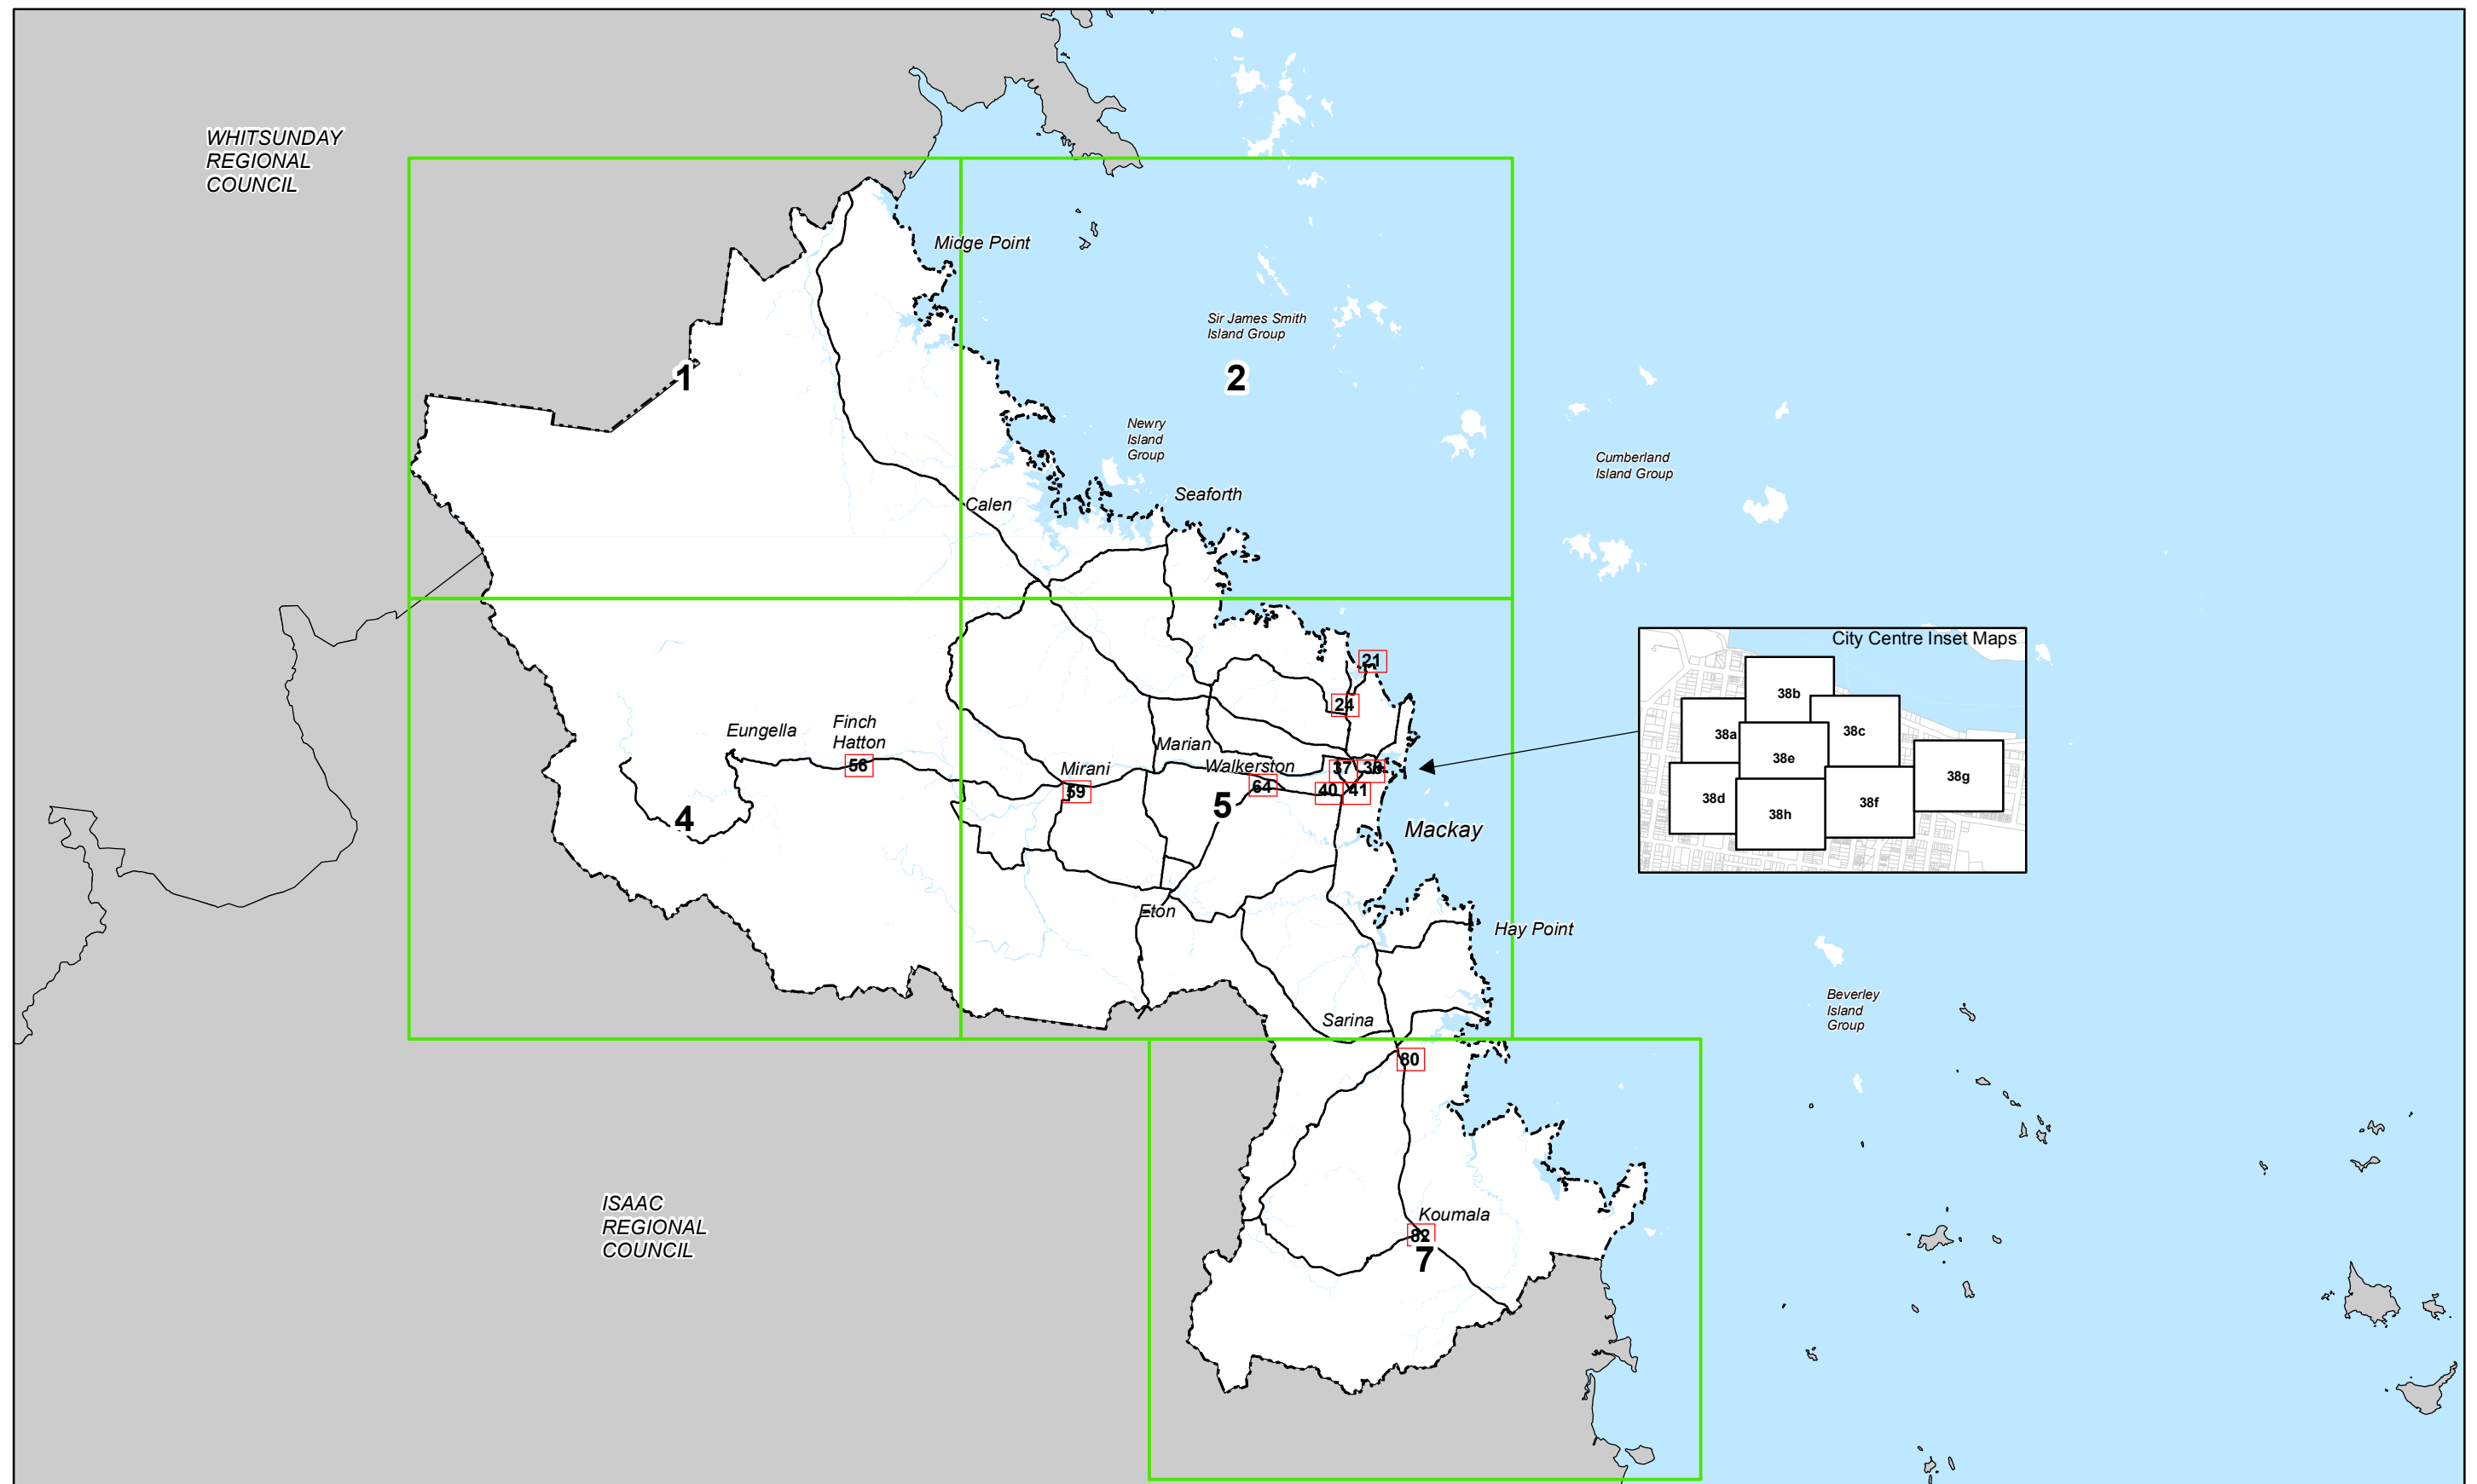 WHITSUNDAY
REGIONAL
COUNCIL
Midge Point
Sir James Smith
Island Group
1
2
Newry
Island
Group
Cumberland
Island Group
Seaforth
Calen
City Centre Inset Maps
38b
38a
38c
38e
38g
38d
38f
38h
21
24
Eungella
Finch
Hatton
56
Marian
Mirani
59
Walkerston
64
37
38
40
41
4
5
Mackay
Eton
Hay Point
Beverley
Island
Group
Sarina
80
ISAAC
REGIONAL
COUNCIL
Koumala
82
7